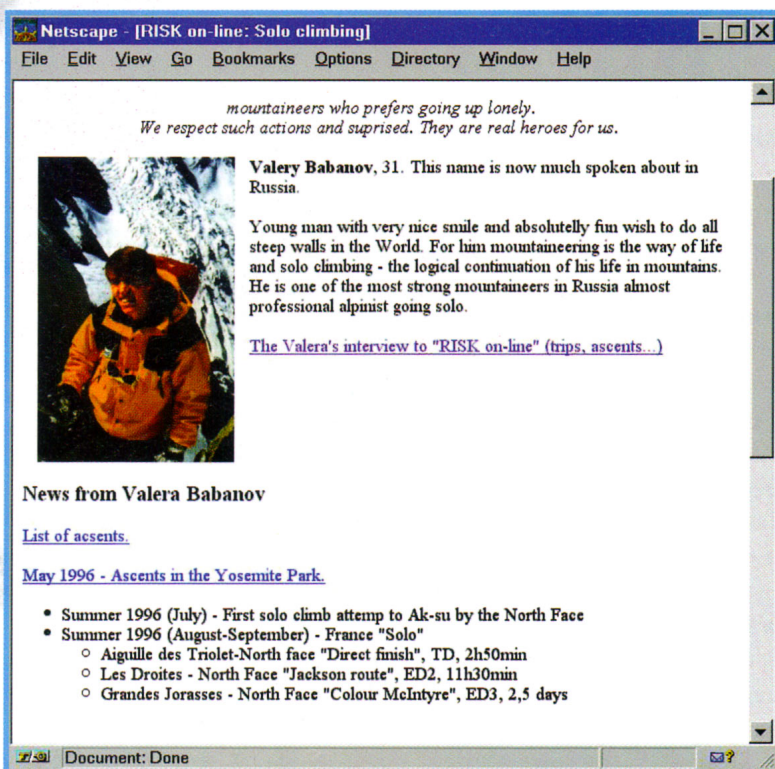 Netscape - [RISK on-line: Solo climbing]
File Edit View Go Bookmarks Options Directory Window Help
mountaineers who prefers going up lonely.
We respect such actions and suprised. They are real heroes for us.
Valery Babanov, 31. This name is now much spoken about in
Russia.
Young man with very nice smile and absolutelly fun wish to do all
steep walls in the World. For him mountaineering is the way of life
and solo climbing - the logical continuation of his life in mountains.
He is one of the most strong mountaineers in Russia almost
professional alpinist going solo.
The Valera's interview to "RISK on-line" (trips, ascents...)
News from Valera Babanov
List of acsents.
May 1996 - Ascents in the Yosemite Park.
• Summer 1996 (July) - First solo climb attemp to Ak-su by the North Face
• Summer 1996 (August-September) - France "Solo"
○ Aiguille des Triolet-North face "Direct finish", TD, 2h50min
○ Les Droites - North Face "Jackson route", ED2, 11h30min
○ Grandes Jorasses - North Face "Colour McIntyre", ED3, 2,5 days
Document: Done